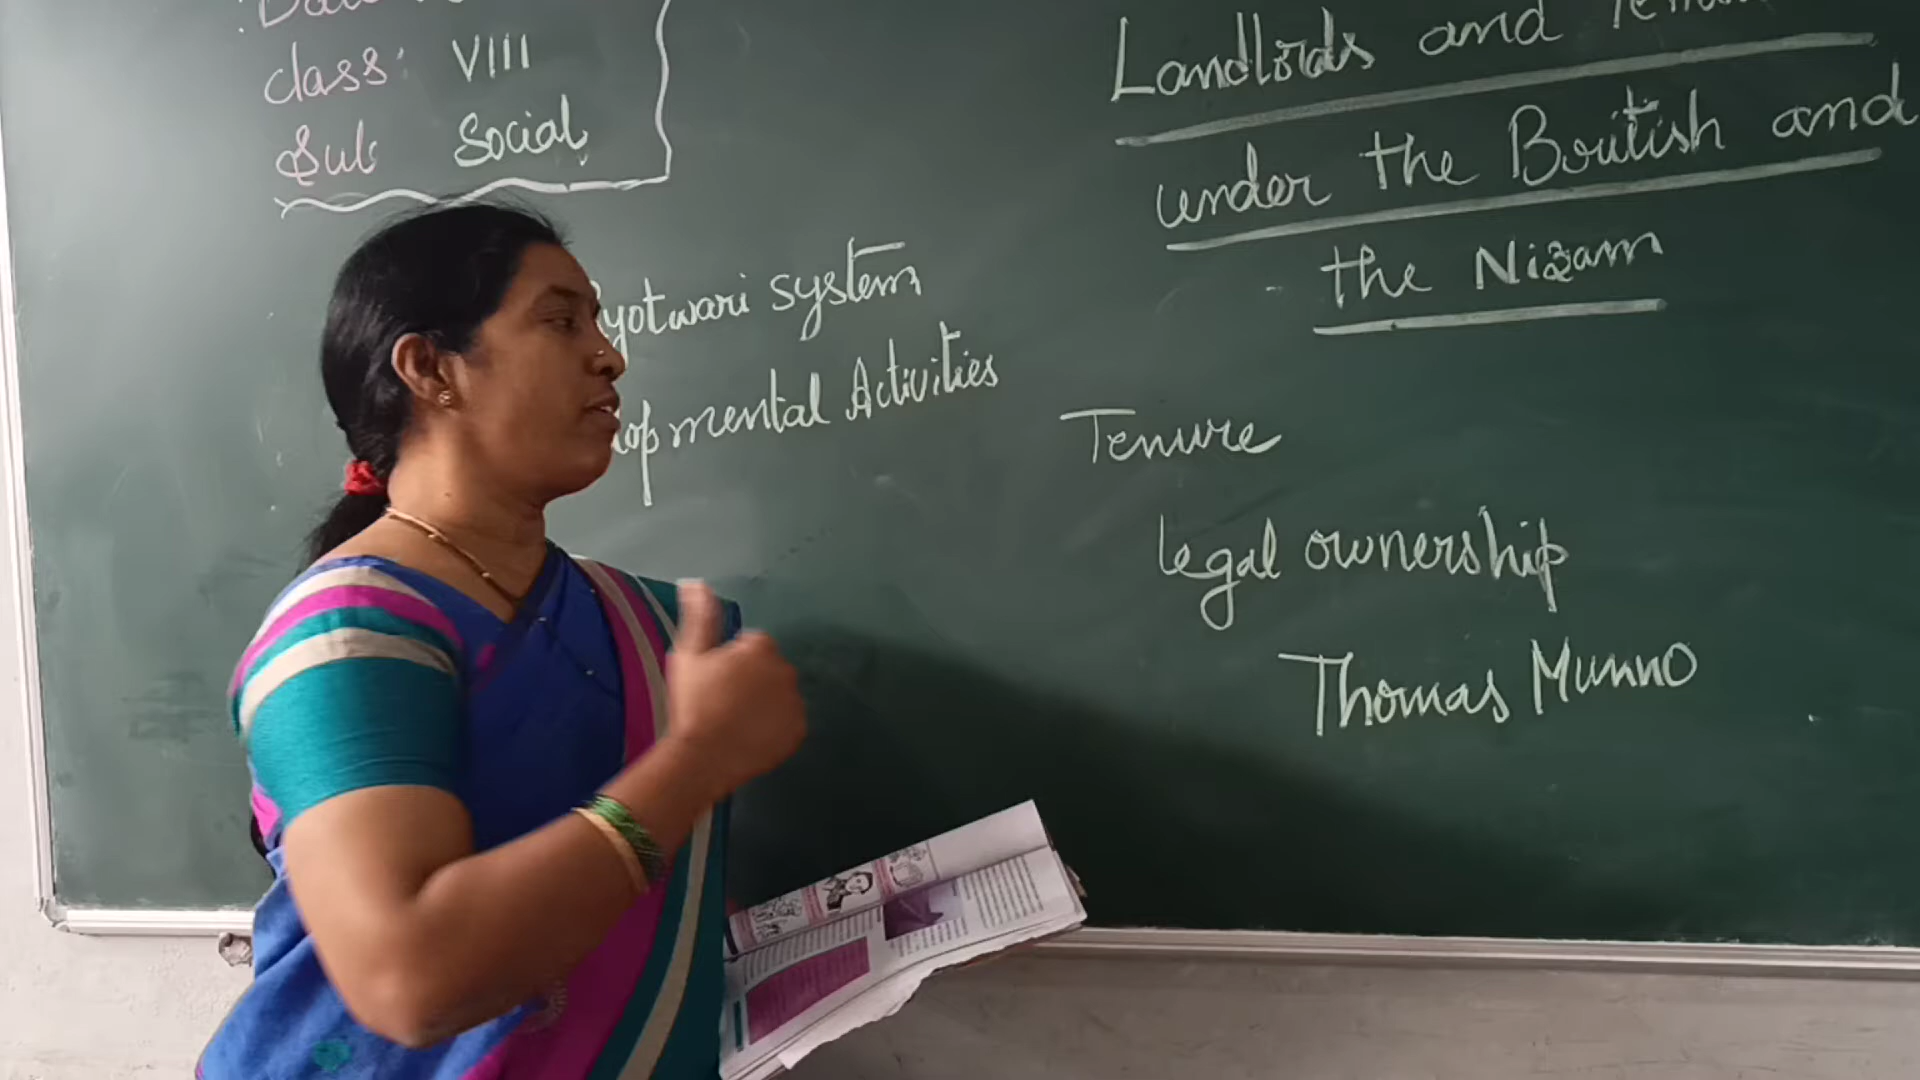 class: VIII
Sub Social
Landlords and
under the British and
the Nizam
yotwari system
opmental Activities
Tenure
legal ownership
Thomas Munno